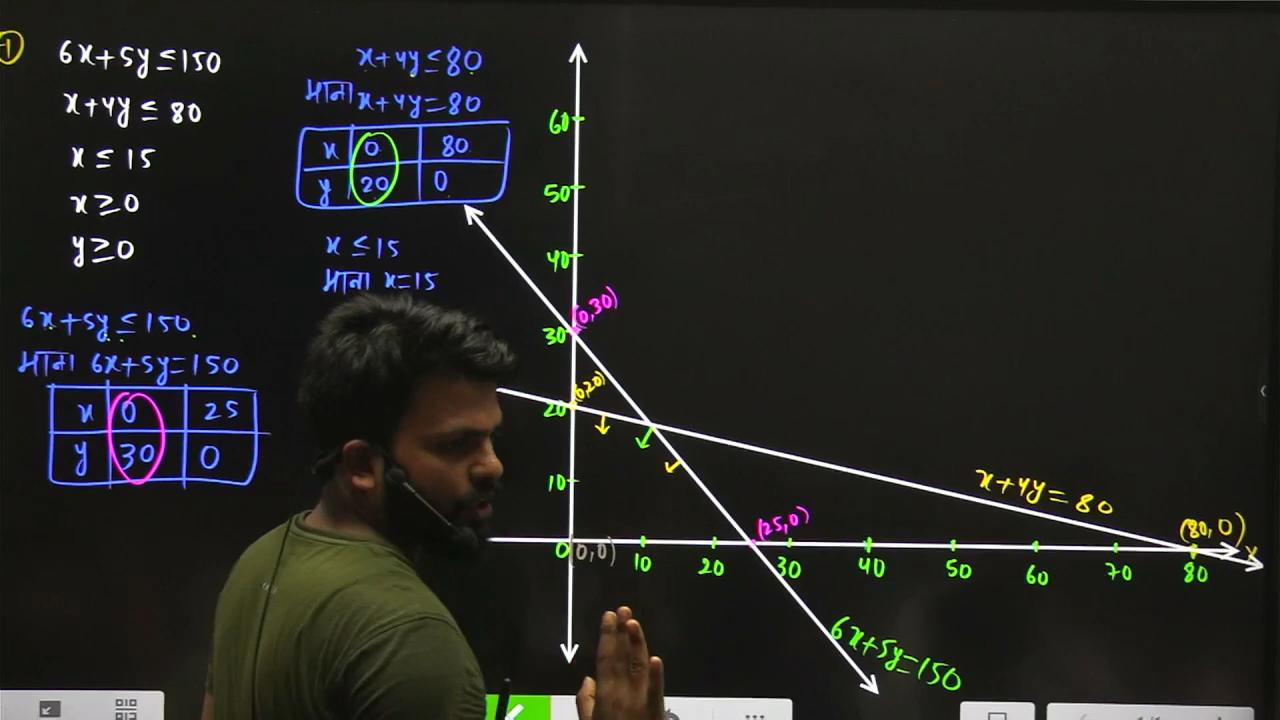 1
6x+5y≤150
x+4y ≤ 80
x ≤ 15
x ≥ 0
y ≥ 0
6x+5y ≤ 150
माना 6x+5y=150
x 0 25
y 30 0
x+4y ≤ 80
माना x+4y=80
x 0 80
y 20 0
x ≤ 15
माना x=15
60
50
40
30
(0,30)
20
(0,20)
10
0
(0,0)
10 20 30 40 50 60 70 80
(25,0)
x+4y=80
(80,0)
x
6x+5y=150